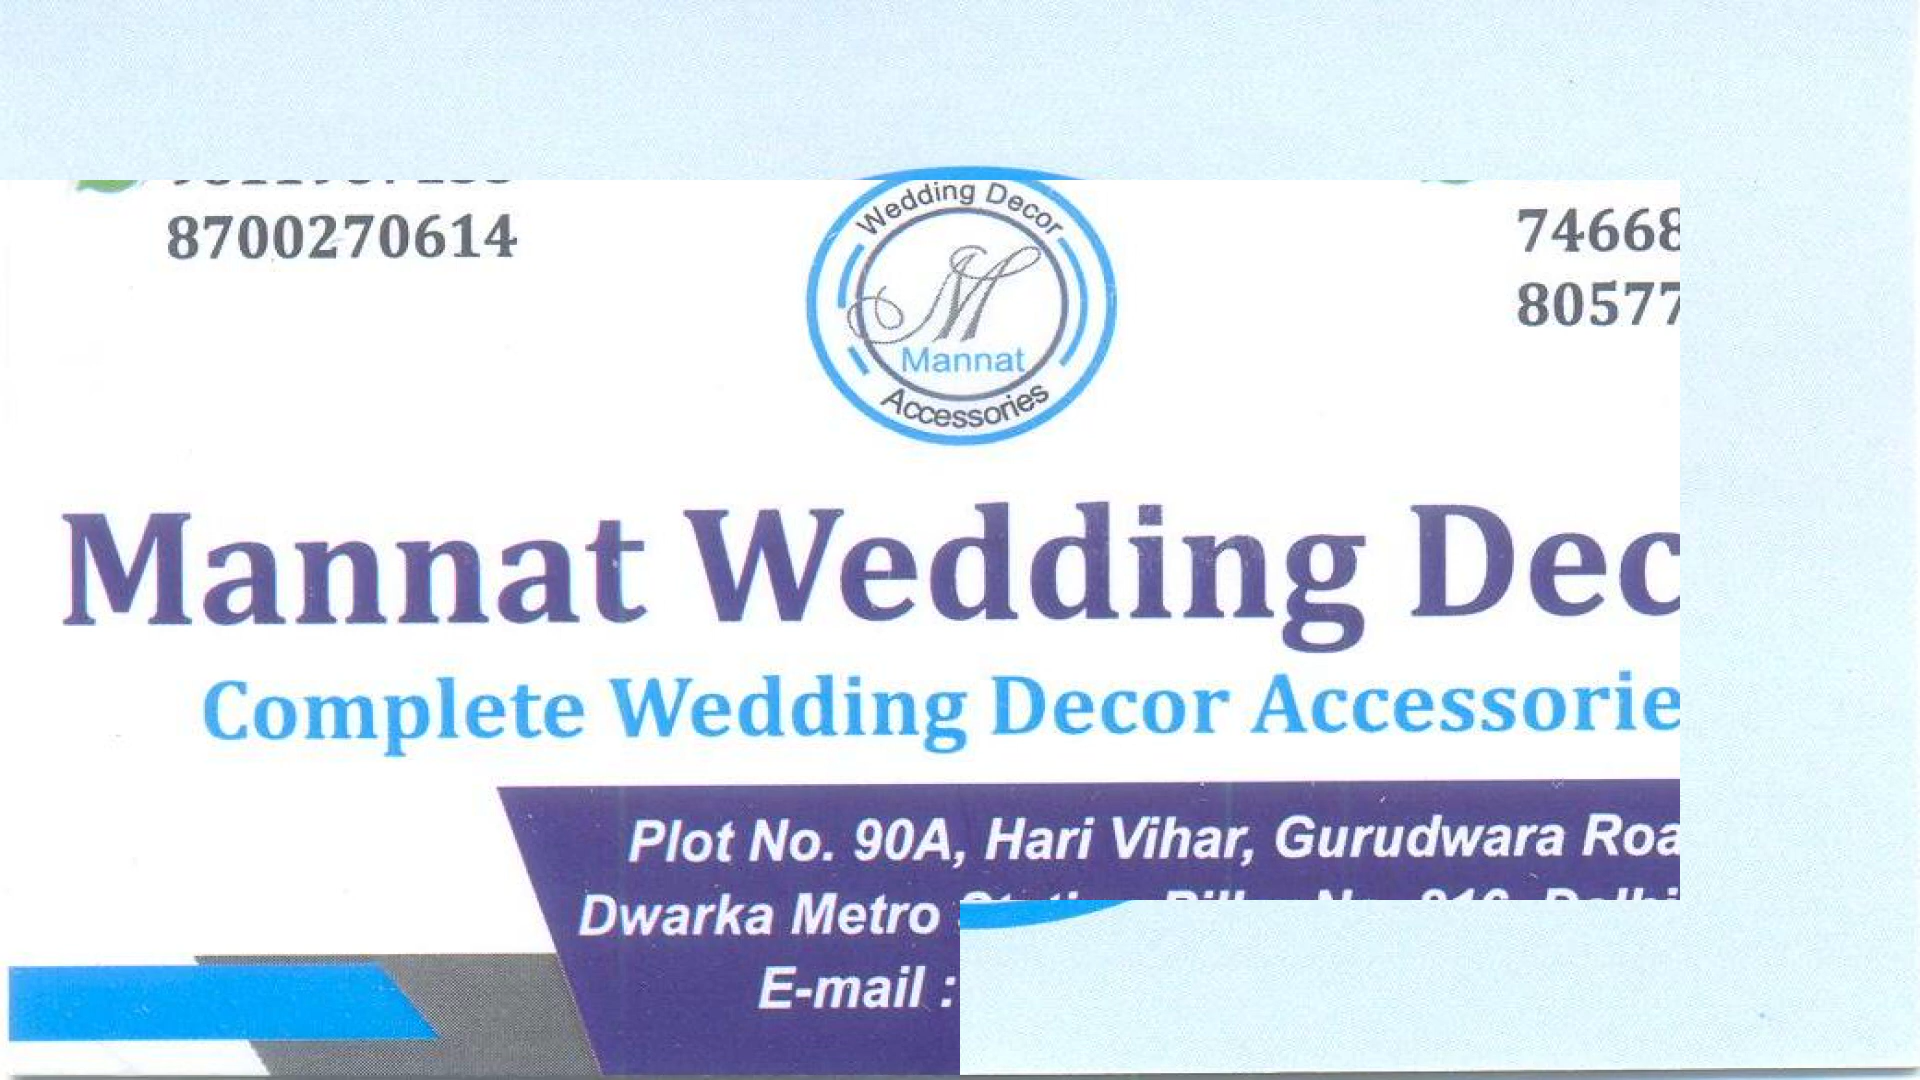 8700270614
Wedding Decor
M
Mannat
Accessories
74668
80577
Mannat Wedding Dec
Complete Wedding Decor Accessorie
Plot No. 90A, Hari Vihar, Gurudwara Roa
Dwarka Metro
E-mail :